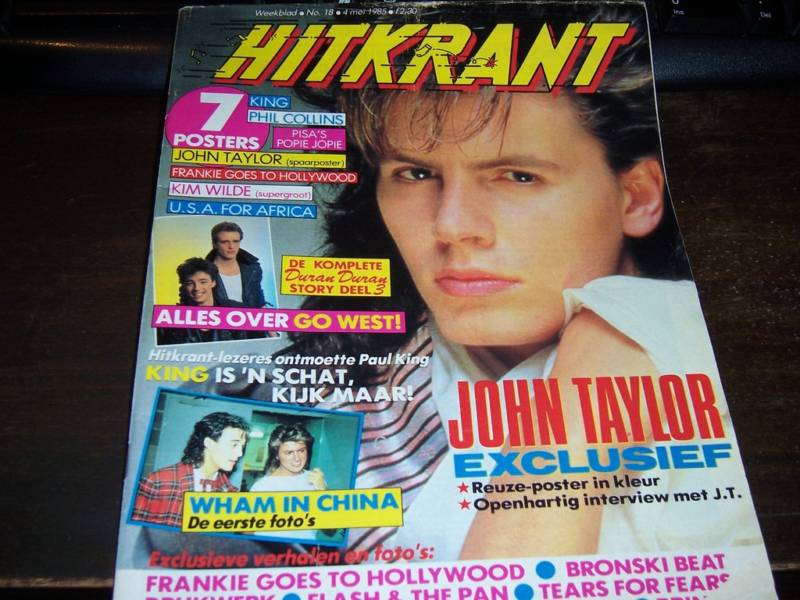 Weekblad • No. 18 • 4 mei 1985 • f2,30
HITKRANT
7
POSTERS
KING
PHIL COLLINS
PISA'S
POPIE JOPIE
JOHN TAYLOR (spaarposter)
FRANKIE GOES TO HOLLYWOOD
KIM WILDE (supergroot)
U.S.A. FOR AFRICA
DE KOMPLETE
Duran Duran
STORY DEEL 3
ALLES OVER GO WEST!
Hitkrant-lezeres ontmoette Paul King
KING IS 'N SCHAT,
KIJK MAAR!
JOHN TAYLOR
EXCLUSIEF
★ Reuze-poster in kleur
★ Openhartig interview met J.T.
WHAM IN CHINA
De eerste foto's
Exclusieve verhalen en foto's:
FRANKIE GOES TO HOLLYWOOD • BRONSKI BEAT
DRUKWERK • FLASH & THE PAN • TEARS FOR FEARS
Ins
Del